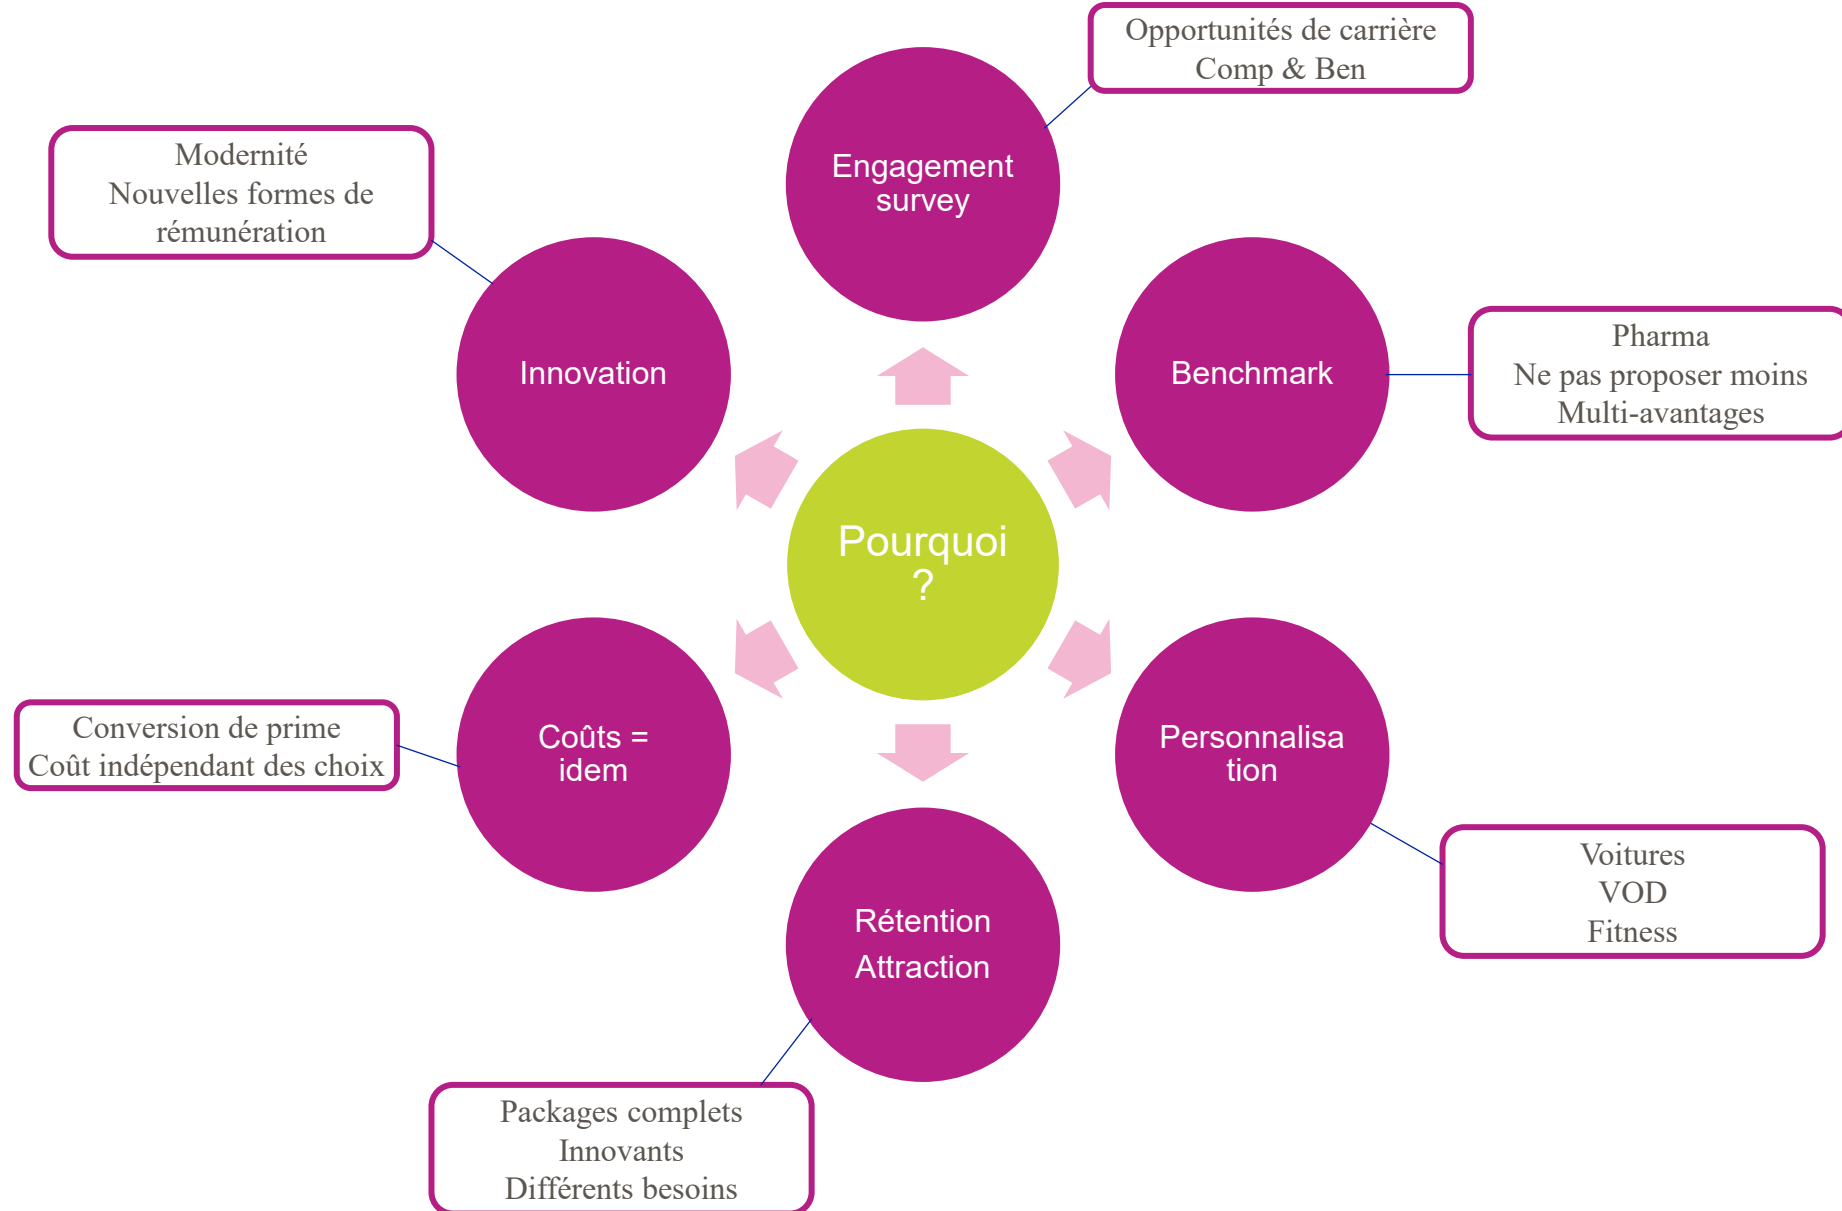 Opportunités de carrière
Comp & Ben
Engagement
survey
Modernité
Nouvelles formes de
rémunération
Innovation
Benchmark
Pharma
Ne pas proposer moins
Multi-avantages
Pourquoi
?
Conversion de prime
Coût indépendant des choix
Coûts =
idem
Personnalisa
tion
Voitures
VOD
Fitness
Rétention
Attraction
Packages complets
Innovants
Différents besoins